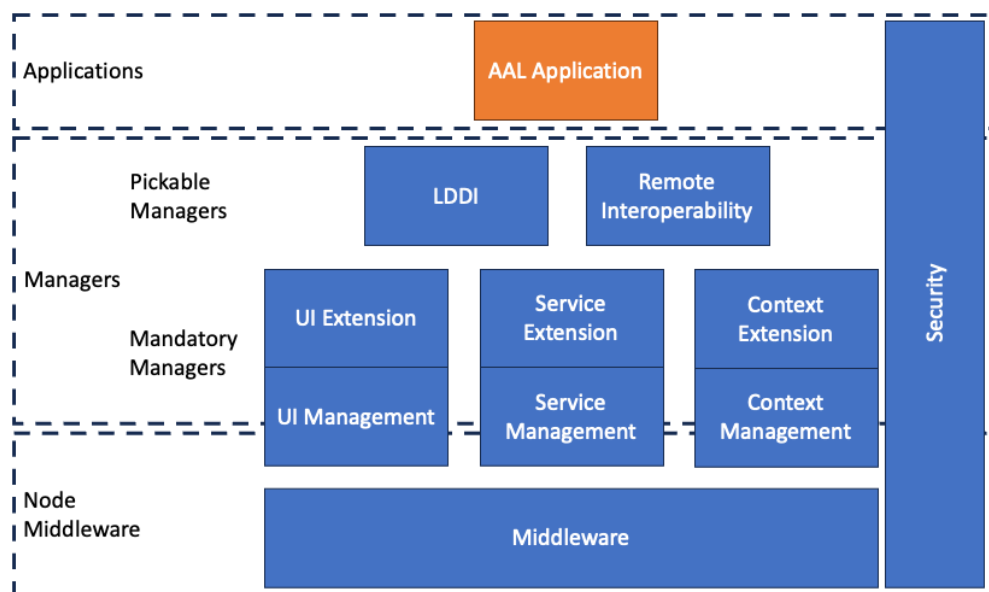 Applications
AAL Application
Pickable
Managers
LDDI
Remote
Interoperability
Managers
Mandatory
Managers
UI Extension
Service
Extension
Context
Extension
UI Management
Service
Management
Context
Management
Security
Node
Middleware
Middleware